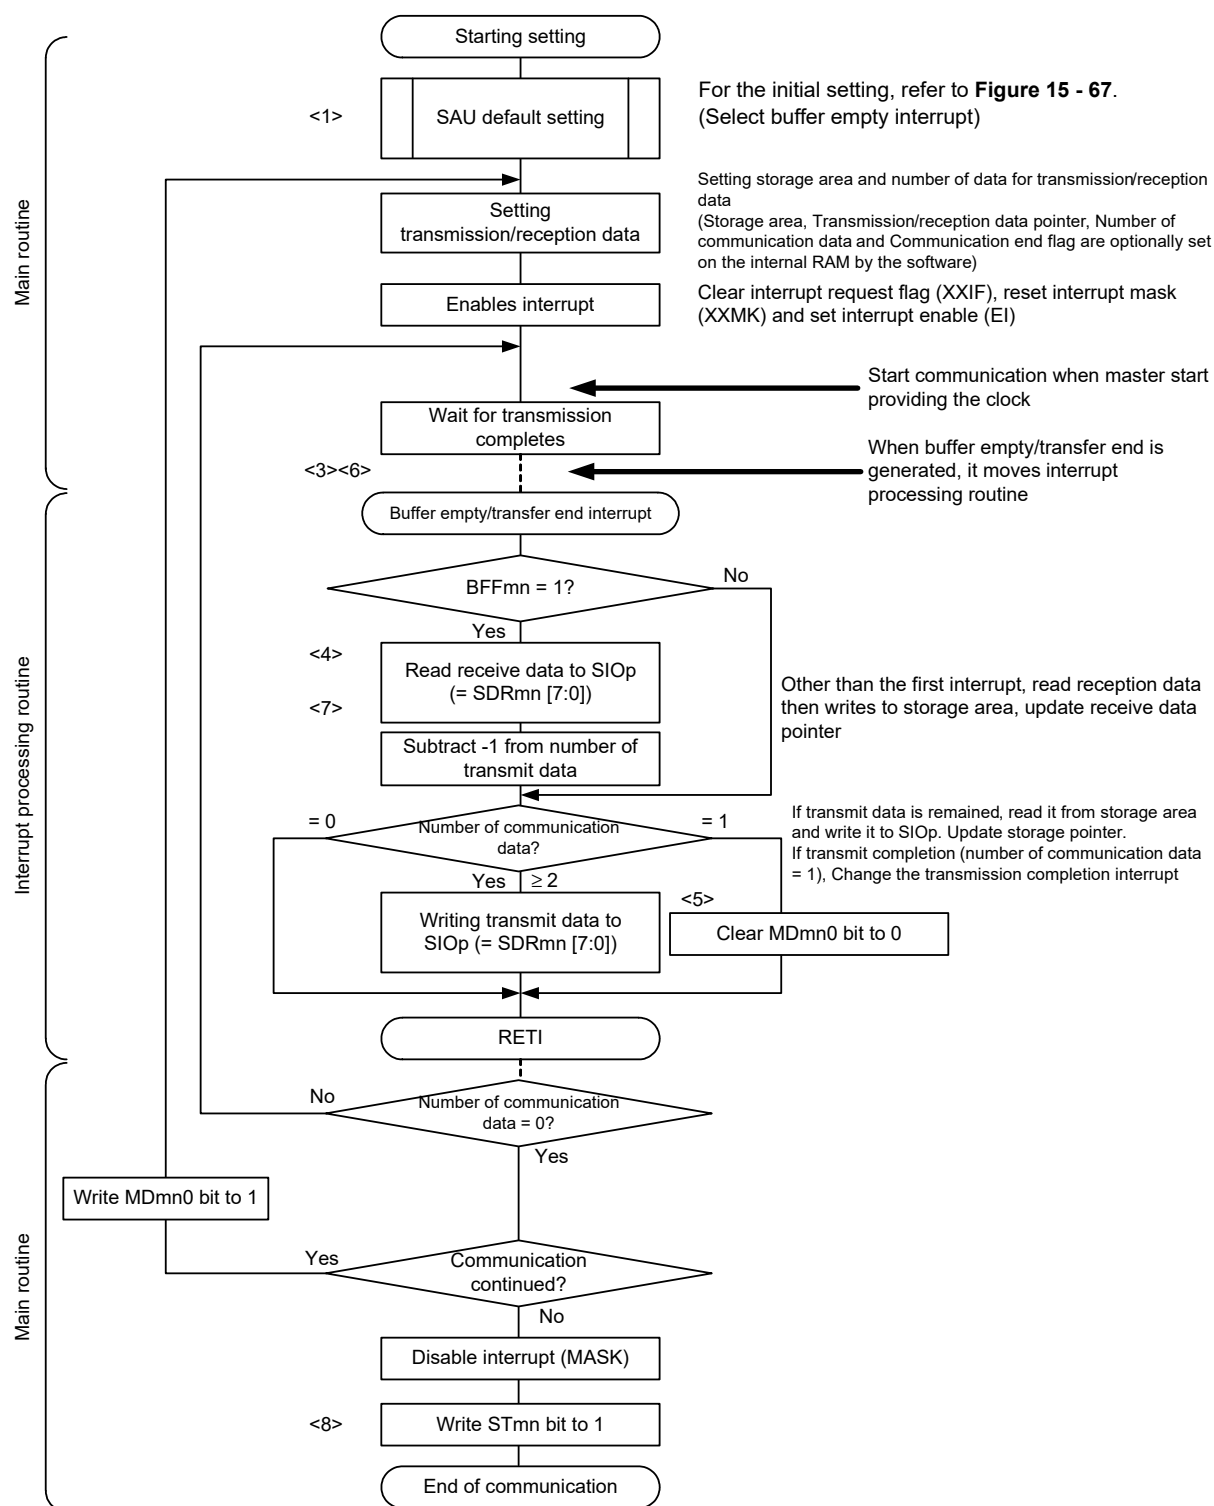 Starting setting
<1>
SAU default setting
For the initial setting, refer to Figure 15 - 67.
(Select buffer empty interrupt)
Main routine
Setting
transmission/reception data
Setting storage area and number of data for transmission/reception
data
(Storage area, Transmission/reception data pointer, Number of
communication data and Communication end flag are optionally set
on the internal RAM by the software)
Enables interrupt
Clear interrupt request flag (XXIF), reset interrupt mask
(XXMK) and set interrupt enable (EI)
Start communication when master start
providing the clock
Wait for transmission
completes
<3><6>
When buffer empty/transfer end is
generated, it moves interrupt
processing routine
Buffer empty/transfer end interrupt
BFFmn = 1?
No
Yes
Interrupt processing routine
<4>
Read receive data to SIOp
(= SDRmn [7:0])
<7>
Other than the first interrupt, read reception data
then writes to storage area, update receive data
pointer
Subtract -1 from number of
transmit data
= 0
Number of communication
data?
= 1
If transmit data is remained, read it from storage area
and write it to SIOp. Update storage pointer.
If transmit completion (number of communication data
= 1), Change the transmission completion interrupt
Yes
≥ 2
<5>
Writing transmit data to
SIOp (= SDRmn [7:0])
Clear MDmn0 bit to 0
RETI
No
Number of communication
data = 0?
Yes
Write MDmn0 bit to 1
Main routine
Yes
Communication
continued?
No
Disable interrupt (MASK)
<8>
Write STmn bit to 1
End of communication